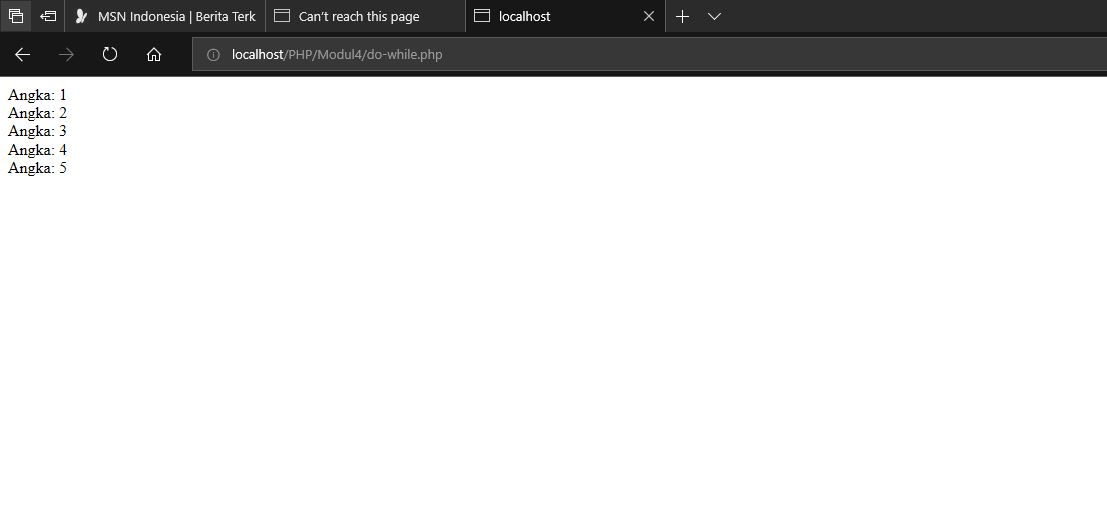 MSN Indonesia | Berita Terk
Can't reach this page
localhost
localhost/PHP/Modul4/do-while.php
Angka: 1
Angka: 2
Angka: 3
Angka: 4
Angka: 5